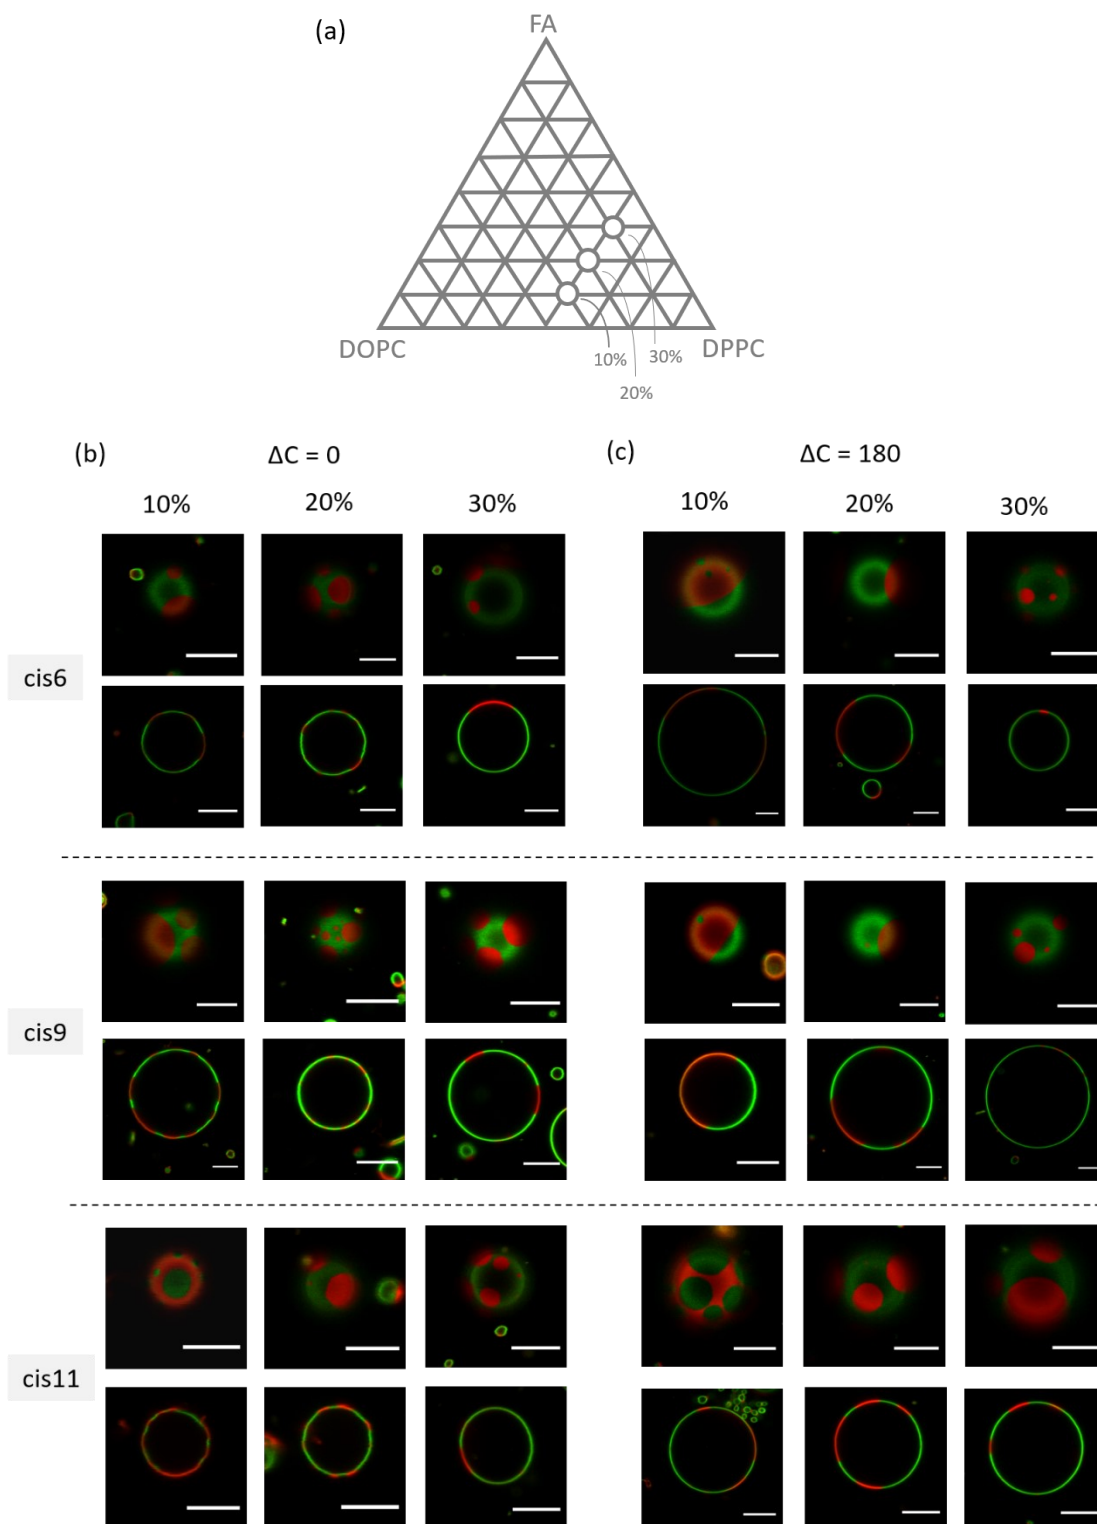 (a)
FA
DOPC
DPPC
10%
30%
20%
(b)
ΔC = 0
10%
20%
30%
(c)
ΔC = 180
10%
20%
30%
cis6
cis9
cis11